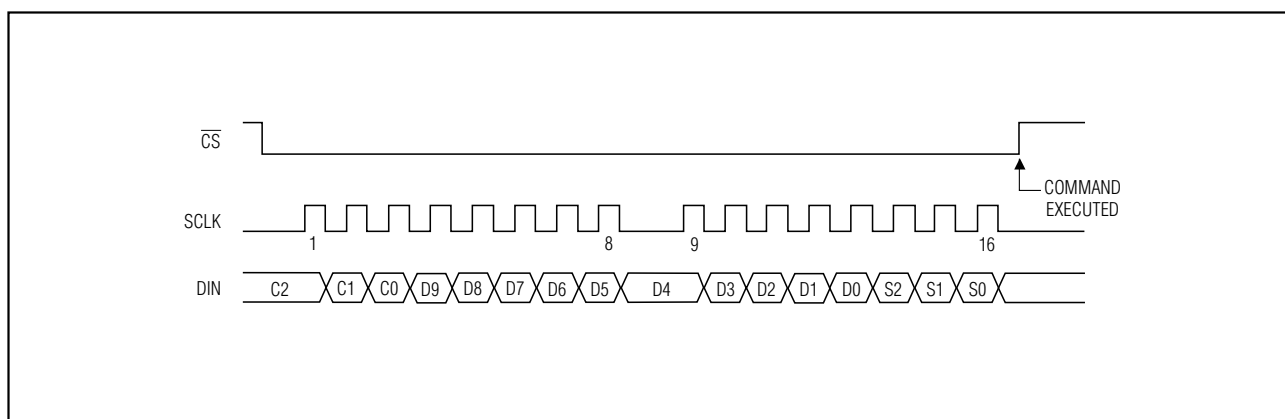 CS
COMMAND
EXECUTED
SCLK
1 8 9 16
DIN C2 C1 C0 D9 D8 D7 D6 D5 D4 D3 D2 D1 D0 S2 S1 S0